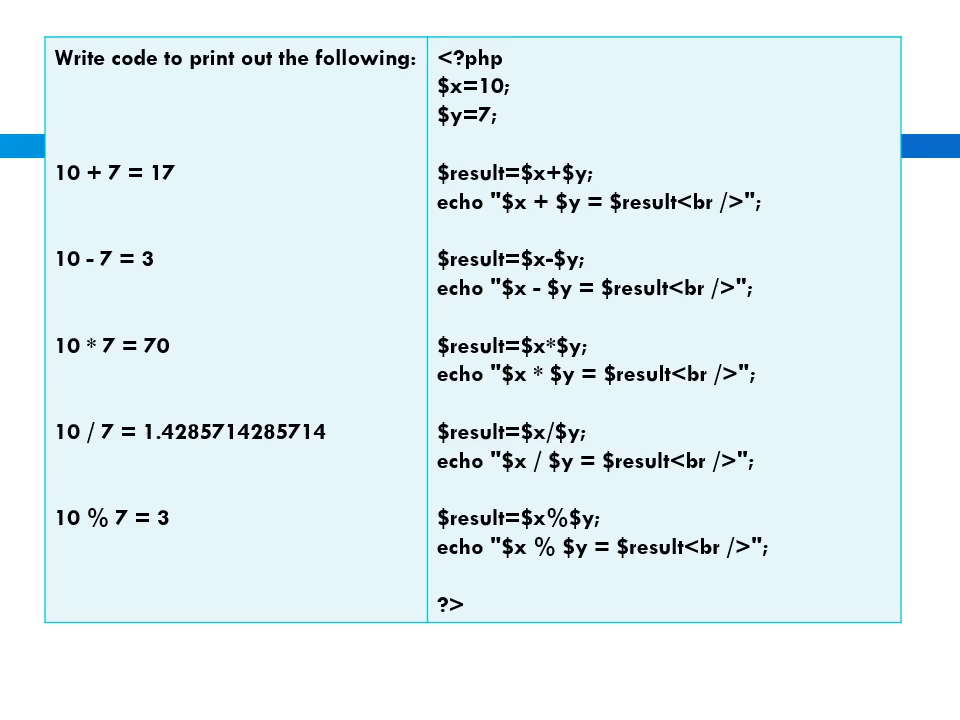 Write code to print out the following:
10 + 7 = 17
10 - 7 = 3
10 * 7 = 70
10 / 7 = 1.4285714285714
10 % 7 = 3
<?php
$x=10;
$y=7;
$result=$x+$y;
echo "$x + $y = $result<br />";
$result=$x-$y;
echo "$x - $y = $result<br />";
$result=$x*$y;
echo "$x * $y = $result<br />";
$result=$x/$y;
echo "$x / $y = $result<br />";
$result=$x%$y;
echo "$x % $y = $result<br />";
?>